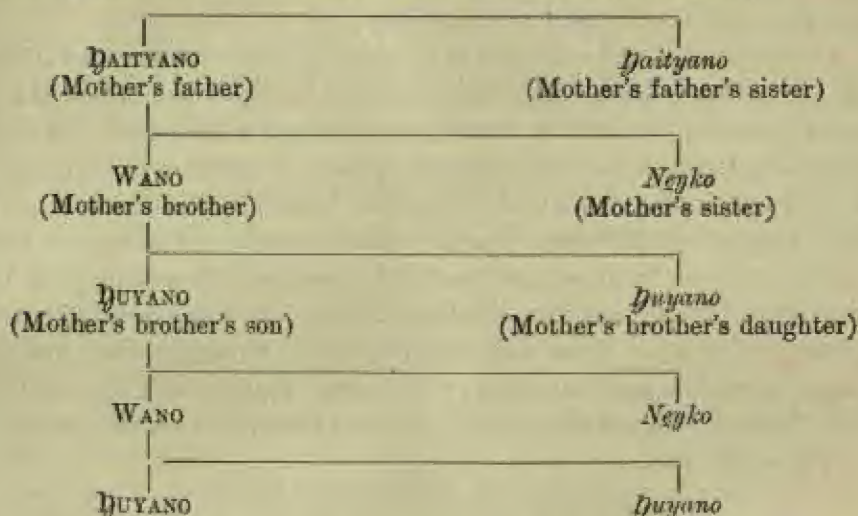 ŊAITYANO Ŋaityano
(Mother's father) (Mother's father's sister)
WANO Neŋko
(Mother's brother) (Mother's sister)
ŊUYANO Ŋuyano
(Mother's brother's son) (Mother's brother's daughter)
WANO Neŋko
ŊUYANO Ŋuyano